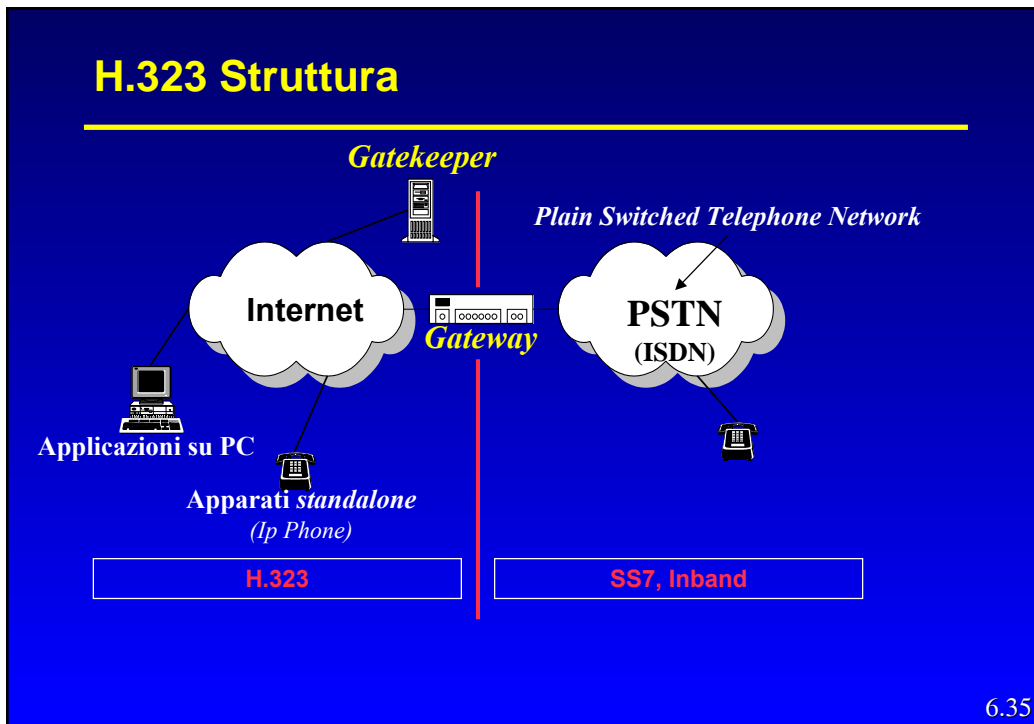 H.323 Struttura
Gatekeeper
Plain Switched Telephone Network
Internet
PSTN
(ISDN)
Gateway
Applicazioni su PC
Apparati standalone
(Ip Phone)
H.323
SS7, Inband
6.35